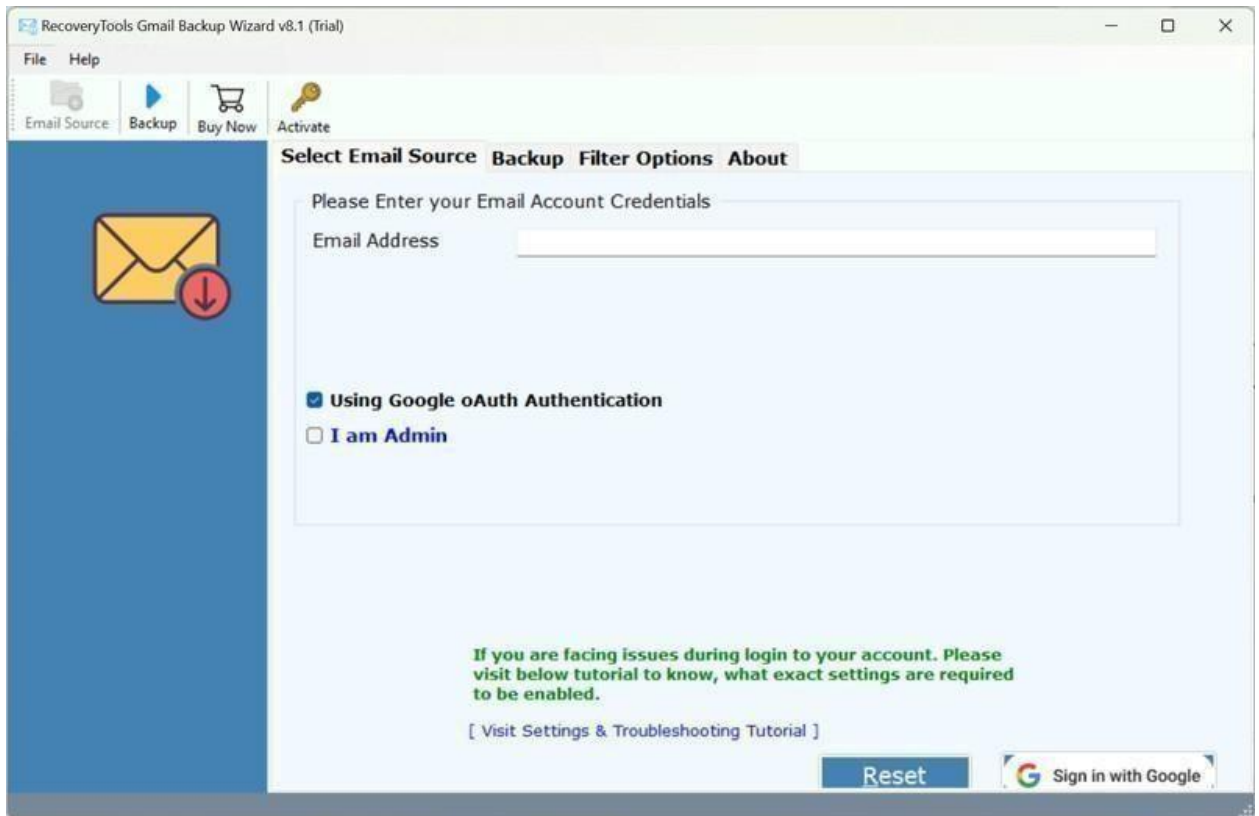 RecoveryTools Gmail Backup Wizard v8.1 (Trial)
File Help
Email Source Backup Buy Now Activate
Select Email Source Backup Filter Options About
Please Enter your Email Account Credentials
Email Address
Using Google oAuth Authentication
I am Admin
If you are facing issues during login to your account. Please
visit below tutorial to know, what exact settings are required
to be enabled.
[ Visit Settings & Troubleshooting Tutorial ]
Reset Sign in with Google